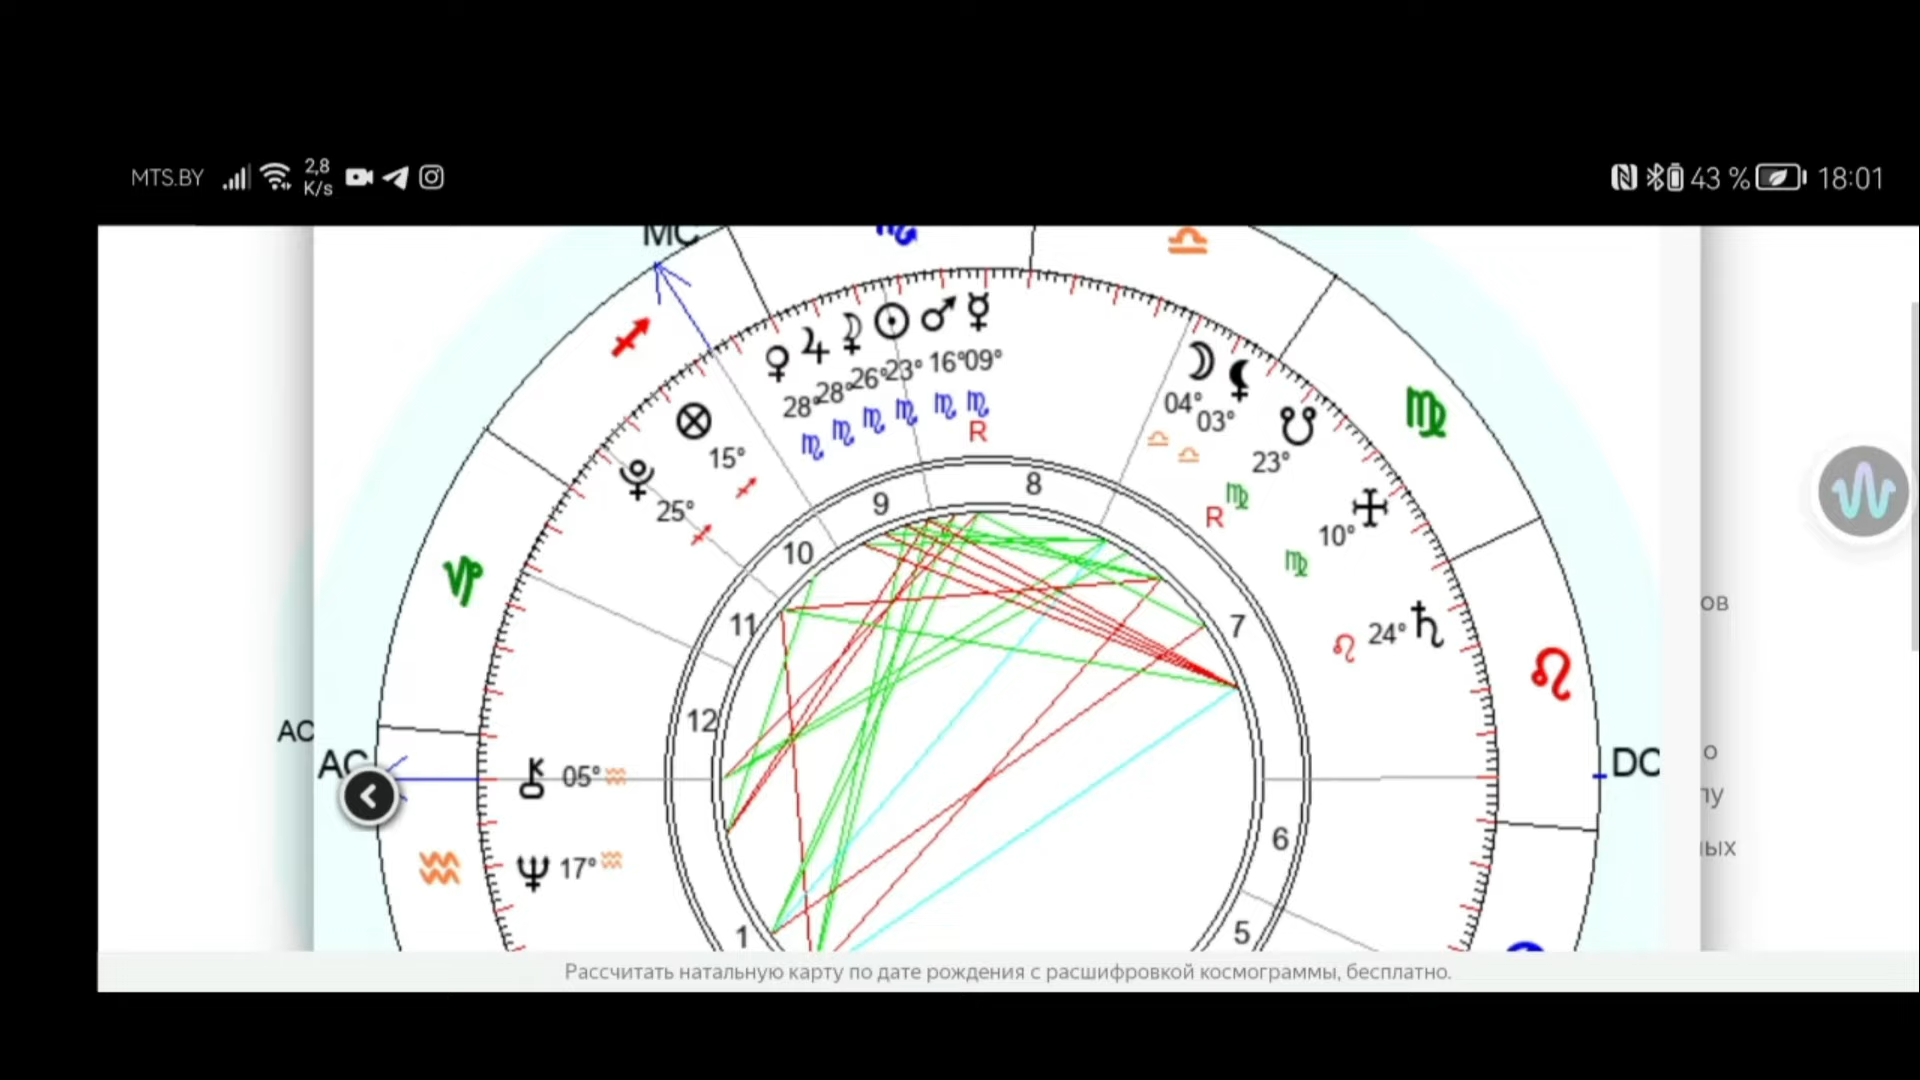 MTS.BY 2,8 K/s 43 % 18:01
MC
28° 28° 26° 23° 16° 09°
R
04° 03°
15°
23°
25°
R
10°
8
9
10
11
7
24°
12
AC
AC
05°
DC
17°
6
1
5
ов
о
ных
Рассчитать натальную карту по дате рождения с расшифровкой космограммы, бесплатно.